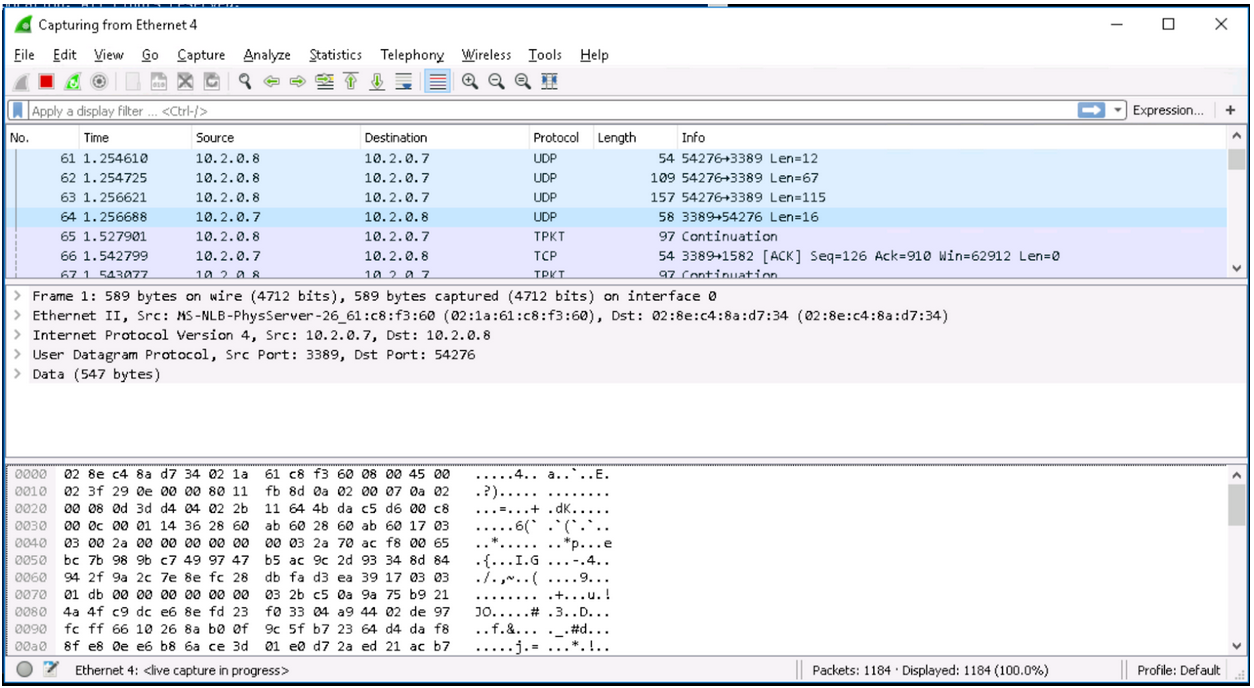 Capturing from Ethernet 4
File Edit View Go Capture Analyze Statistics Telephony Wireless Tools Help
Apply a display filter ... <Ctrl-/> Expression... +
No. Time Source Destination Protocol Length Info
61 1.254610 10.2.0.8 10.2.0.7 UDP 54 54276→3389 Len=12
62 1.254725 10.2.0.8 10.2.0.7 UDP 109 54276→3389 Len=67
63 1.256621 10.2.0.8 10.2.0.7 UDP 157 54276→3389 Len=115
64 1.256688 10.2.0.7 10.2.0.8 UDP 58 3389→54276 Len=16
65 1.527901 10.2.0.8 10.2.0.7 TPKT 97 Continuation
66 1.542799 10.2.0.7 10.2.0.8 TCP 54 3389→1582 [ACK] Seq=126 Ack=910 Win=62912 Len=0
67 1.543077 10.2.0.8 10.2.0.7 TPKT 97 Continuation
> Frame 1: 589 bytes on wire (4712 bits), 589 bytes captured (4712 bits) on interface 0
> Ethernet II, Src: MS-NLB-PhysServer-26_61:c8:f3:60 (02:1a:61:c8:f3:60), Dst: 02:8e:c4:8a:d7:34 (02:8e:c4:8a:d7:34)
> Internet Protocol Version 4, Src: 10.2.0.7, Dst: 10.2.0.8
> User Datagram Protocol, Src Port: 3389, Dst Port: 54276
> Data (547 bytes)
0000 02 8e c4 8a d7 34 02 1a 61 c8 f3 60 08 00 45 00 .....4.. a..`..E.
0010 02 3f 29 0e 00 00 80 11 fb 8d 0a 02 00 07 0a 02 .?)..... ........
0020 00 08 0d 3d d4 04 02 2b 11 64 4b da c5 d6 00 c8 ...=...+ .dK.....
0030 00 0c 00 01 14 36 28 60 ab 60 28 60 ab 60 17 03 .....6(` .`(`.`..
0040 03 00 2a 00 00 00 00 00 00 03 2a 70 ac f8 00 65 ..*..... ..*p...e
0050 bc 7b 98 9b c7 49 97 47 b5 ac 9c 2d 93 34 8d 84 .{...I.G ...-.4..
0060 94 2f 9a 2c 7e 8e fc 28 db fa d3 ea 39 17 03 03 ./.,~..( ....9...
0070 01 db 00 00 00 00 00 00 03 2b c5 0a 9a 75 b9 21 ........ .+...u.!
0080 4a 4f c9 dc e6 8e fd 23 f0 33 04 a9 44 02 de 97 JO.....# .3..D...
0090 fc ff 66 10 26 8a b0 0f 9c 5f b7 23 64 d4 da f8 ..f.&... ._.#d...
00a0 8f e8 0e e6 b8 6a ce 3d 01 e0 d7 2a ed 21 ac b7 .....j.= ...*.!..
Ethernet 4: <live capture in progress> Packets: 1184 · Displayed: 1184 (100.0%) Profile: Default